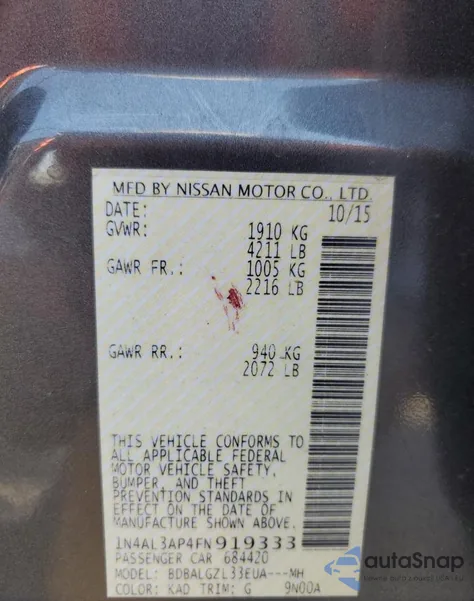 MFD BY NISSAN MOTOR CO., LTD.
DATE: 10/15
GVWR: 1910 KG
4211 LB
GAWR FR.: 1005 KG
2216 LB
GAWR RR.: 940 KG
2072 LB
THIS VEHICLE CONFORMS TO
ALL APPLICABLE FEDERAL
MOTOR VEHICLE SAFETY,
BUMPER, AND THEFT
PREVENTION STANDARDS IN
EFFECT ON THE DATE OF
MANUFACTURE SHOWN ABOVE.
1N4AL3AP4FN919333
PASSENGER CAR 684420
MODEL: BDBALGZL33EUA---MH
COLOR: KAD TRIM: G 9N00A
autoSnap